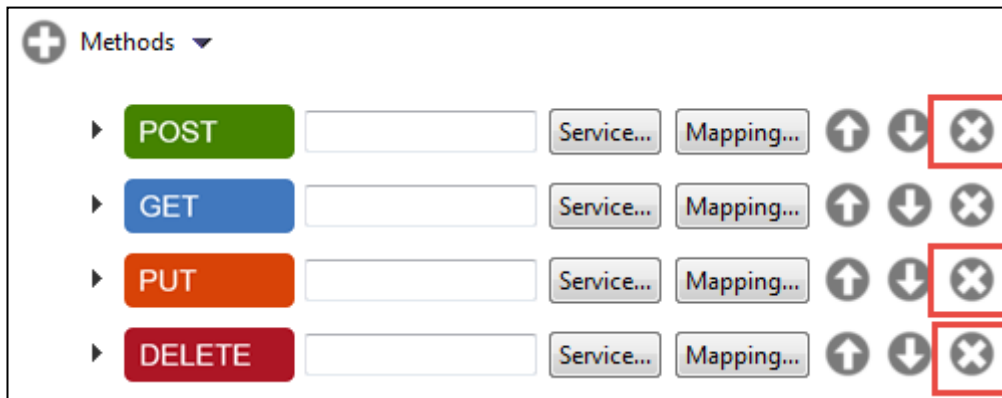 Methods
POST Service... Mapping...
GET Service... Mapping...
PUT Service... Mapping...
DELETE Service... Mapping...